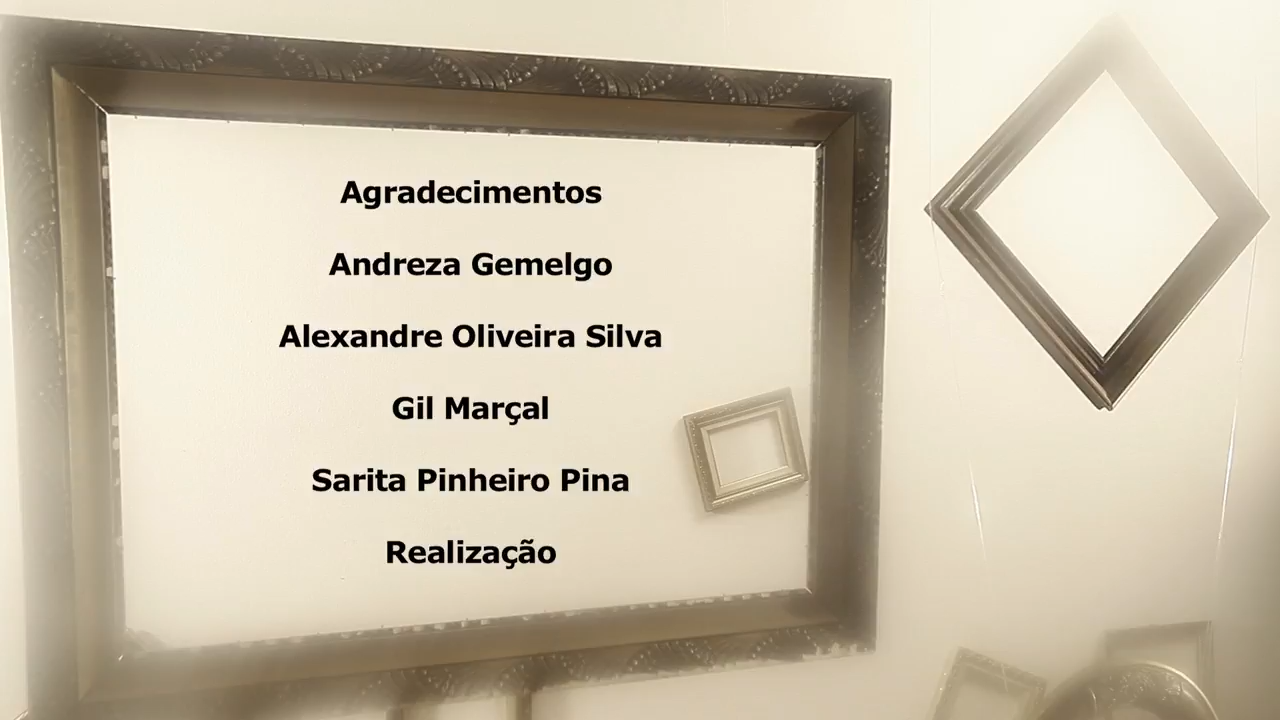 Agradecimentos
Andreza Gemelgo
Alexandre Oliveira Silva
Gil Marçal
Sarita Pinheiro Pina
Realização